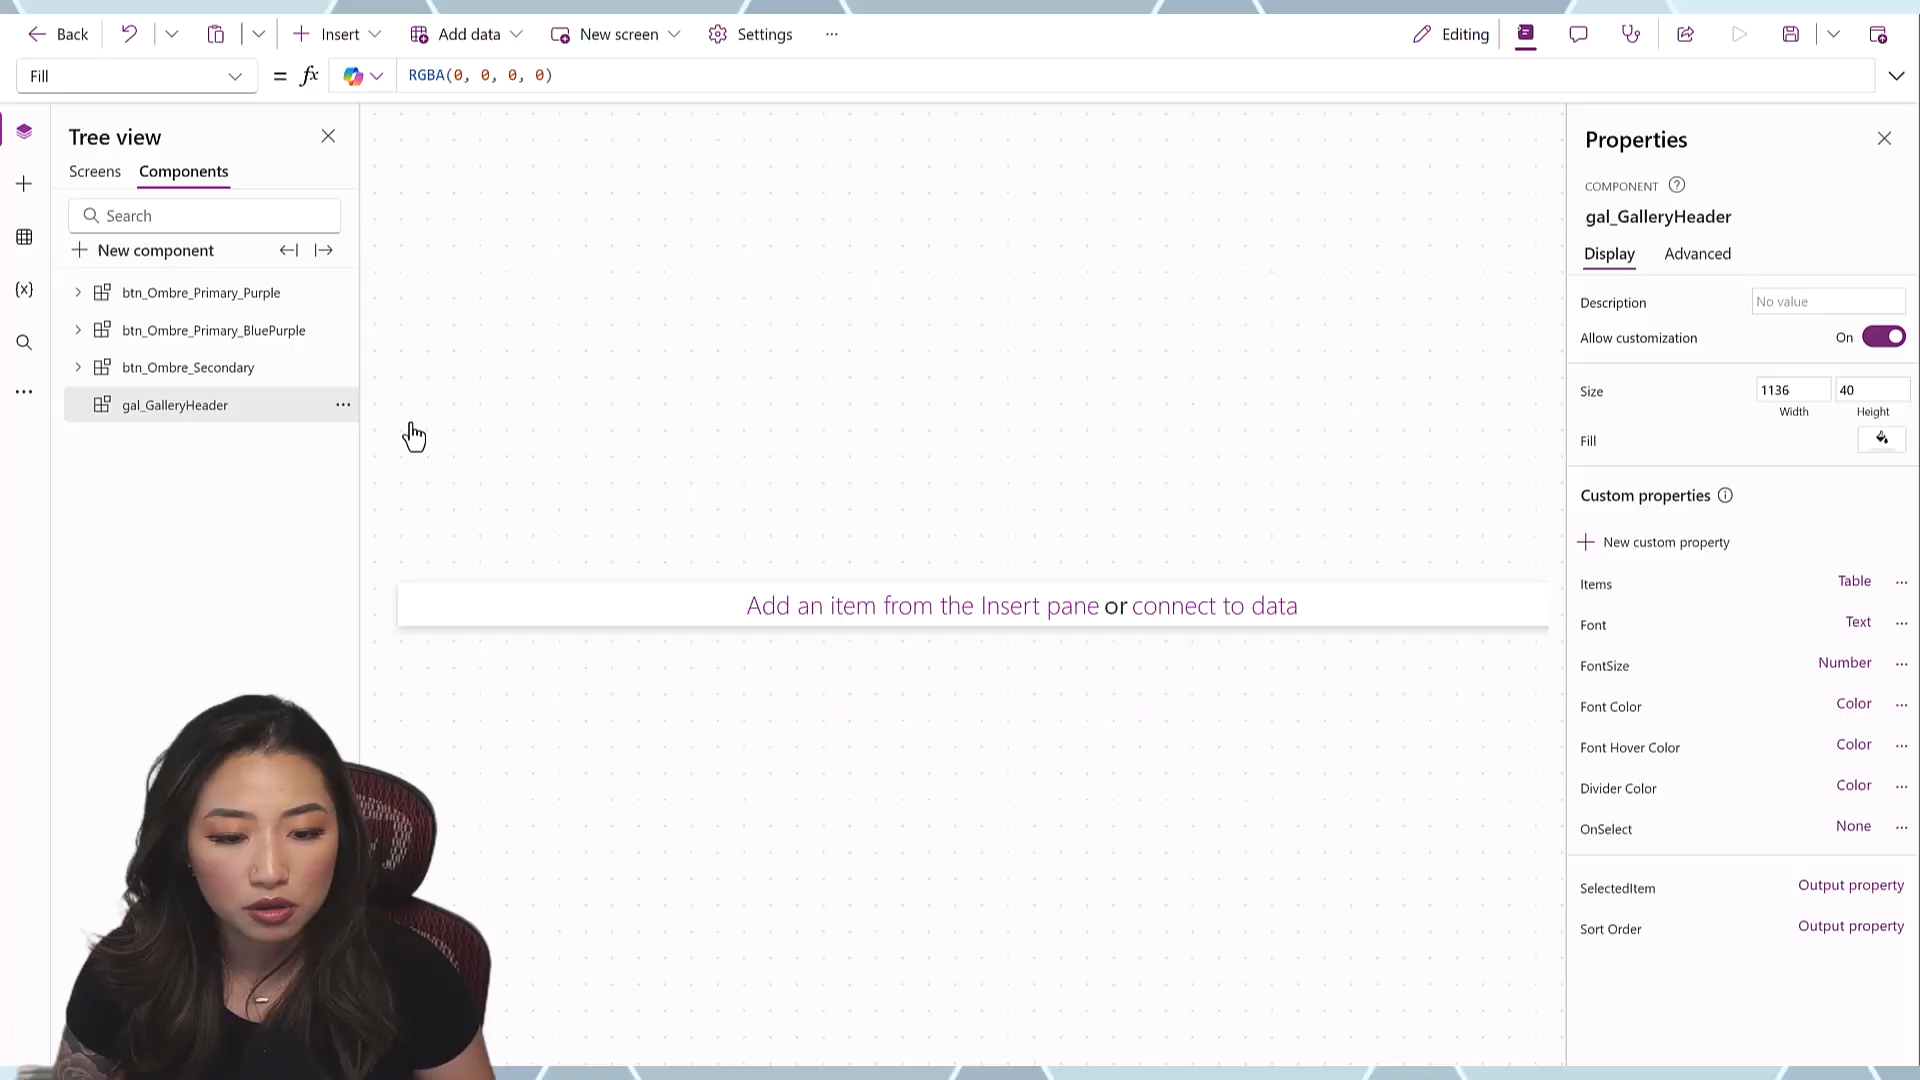 Back
Insert
Add data
New screen
Settings
Editing
Fill
= fx
RGBA(0, 0, 0, 0)
Tree view
Screens
Components
Search
New component
btn_Ombre_Primary_Purple
btn_Ombre_Primary_BluePurple
btn_Ombre_Secondary
gal_GalleryHeader
Add an item from the Insert pane or connect to data
Properties
COMPONENT
gal_GalleryHeader
Display
Advanced
Description
No value
Allow customization
On
Size
1136
40
Width
Height
Fill
Custom properties
New custom property
Items
Table
Font
Text
FontSize
Number
Font Color
Color
Font Hover Color
Color
Divider Color
Color
OnSelect
None
SelectedItem
Output property
Sort Order
Output property